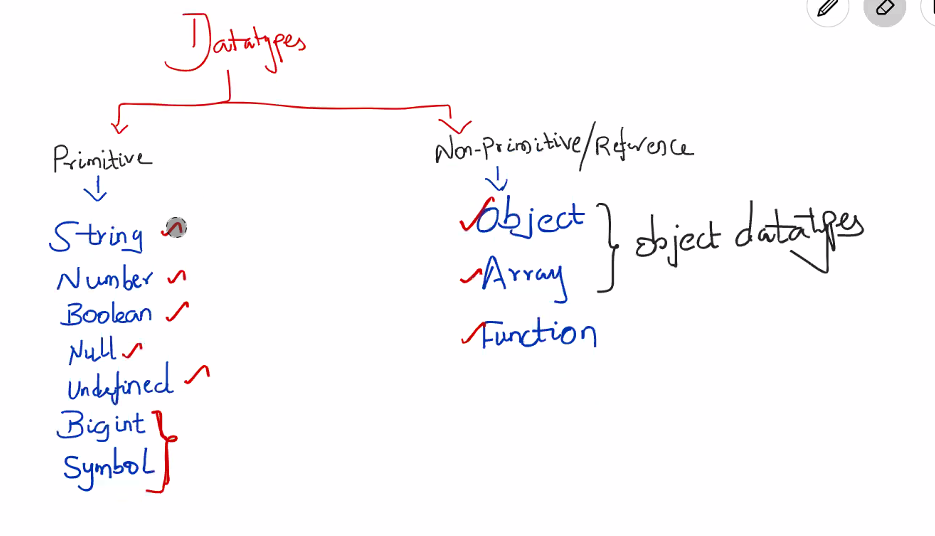 Datatypes
Primitive
String
Number
Boolean
Null
Undefined
Bigint
Symbol
Non-Primitive/Reference
Object
Array
Function
object datatypes